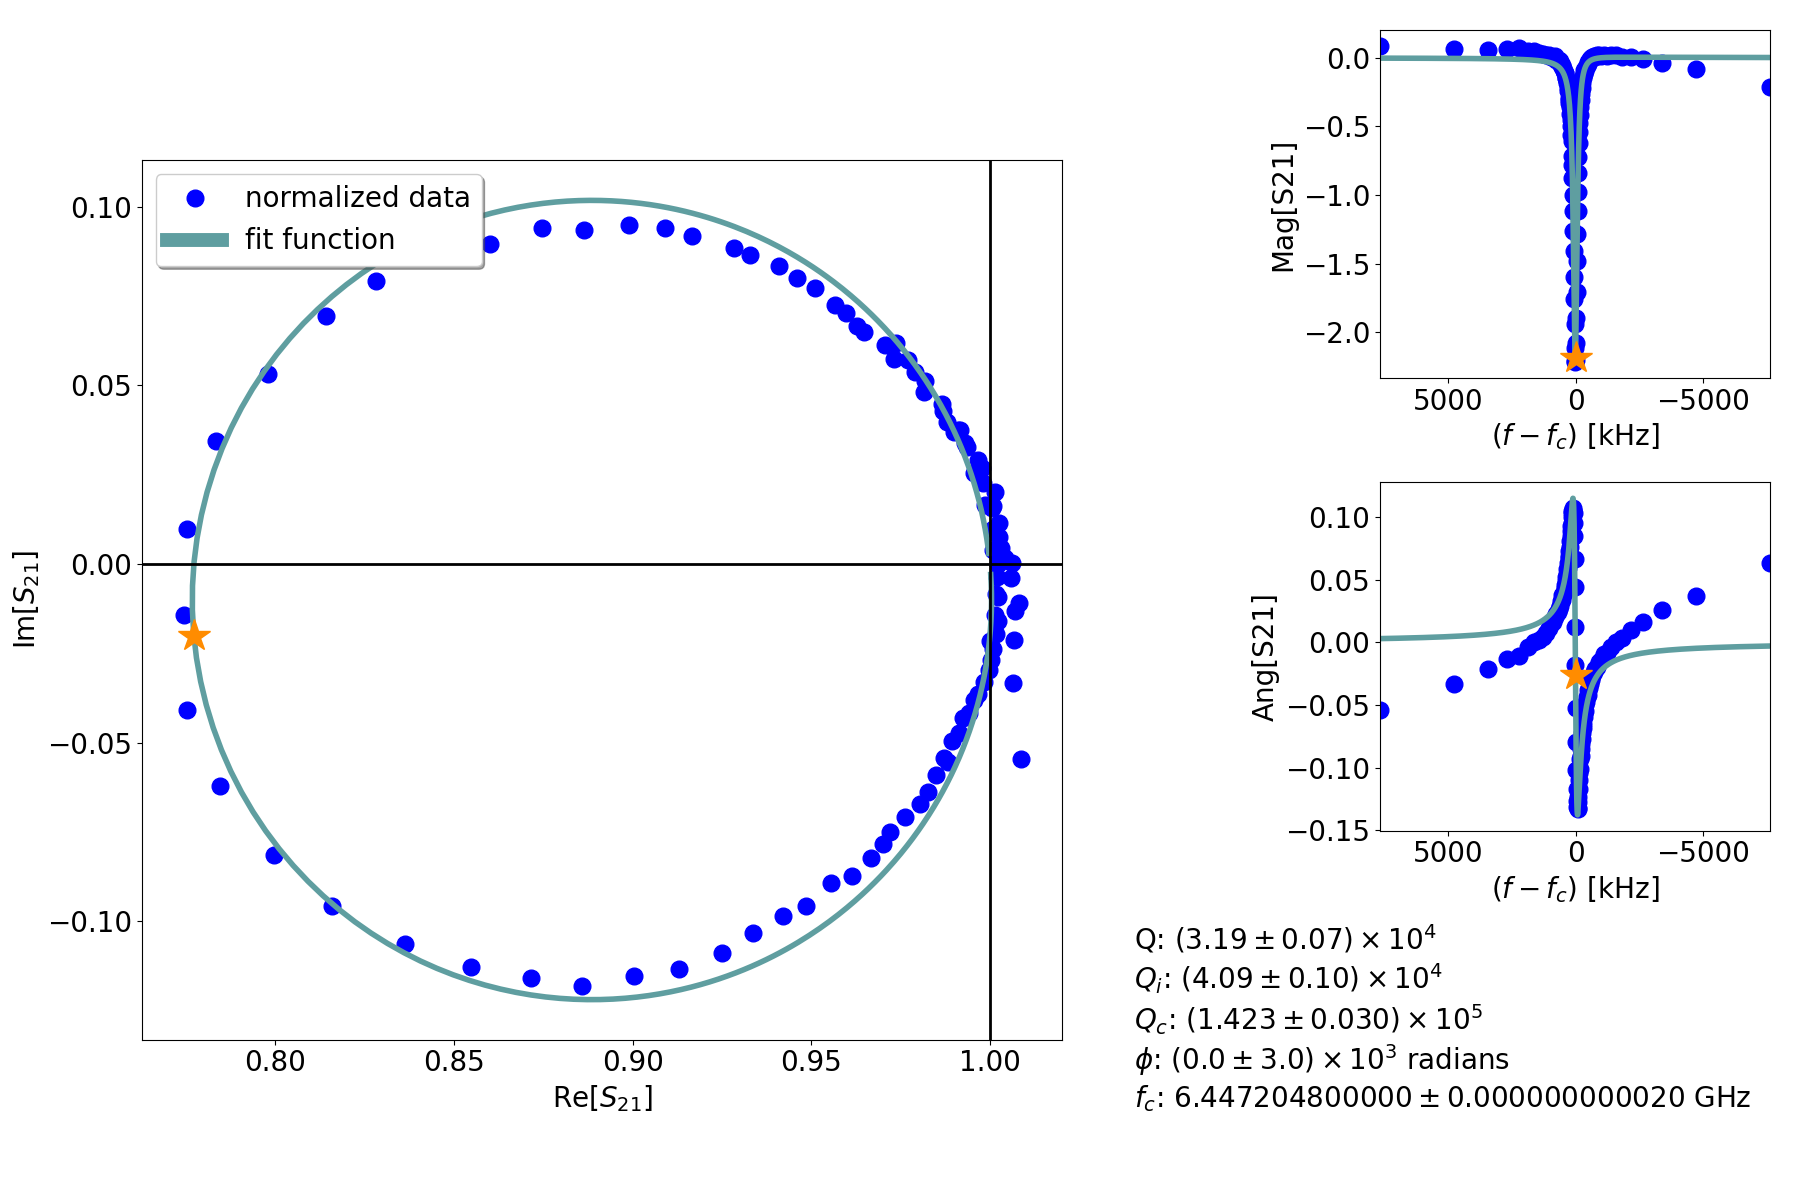 normalized data
fit function
0.10
0.05
0.00
−0.05
−0.10
Im[S21]
0.80
0.85
0.90
0.95
1.00
Re[S21]
0.0
−0.5
−1.0
−1.5
−2.0
Mag[S21]
5000
0
−5000
(f − fc) [kHz]
0.10
0.05
0.00
−0.05
−0.10
−0.15
Ang[S21]
5000
0
−5000
(f − fc) [kHz]
Q: (3.19 ± 0.07) × 10^4
Qi: (4.09 ± 0.10) × 10^4
Qc: (1.423 ± 0.030) × 10^5
ϕ: (0.0 ± 3.0) × 10^3 radians
fc: 6.447204800000 ± 0.000000000020 GHz